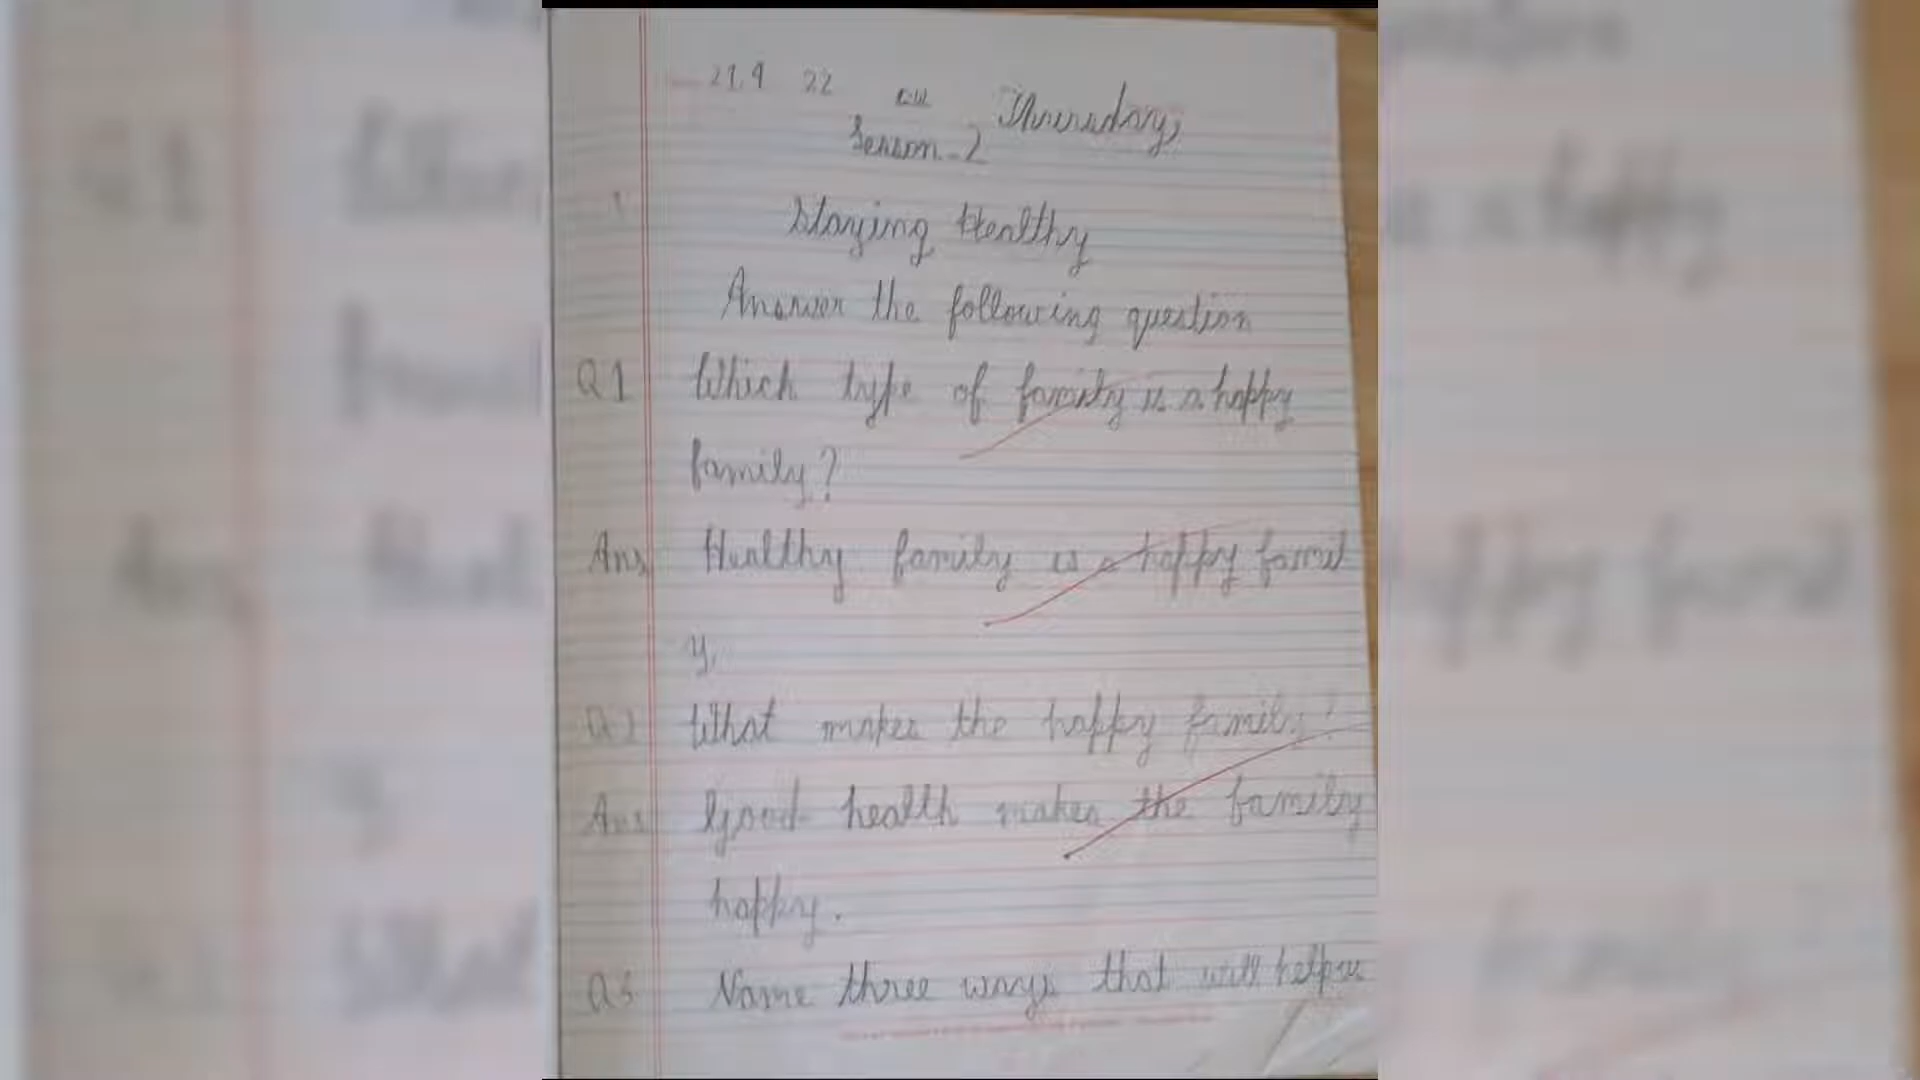 21.4 22 CW Thursday,
Lesson-2
Staying Healthy
Answer the following question
Q1 Which type of family is a happy
family?
Ans Healthy family is a happy famil
y.
Q2 What makes the happy family?
Ans Good health makes the family
happy.
Q3 Name three ways that will help us